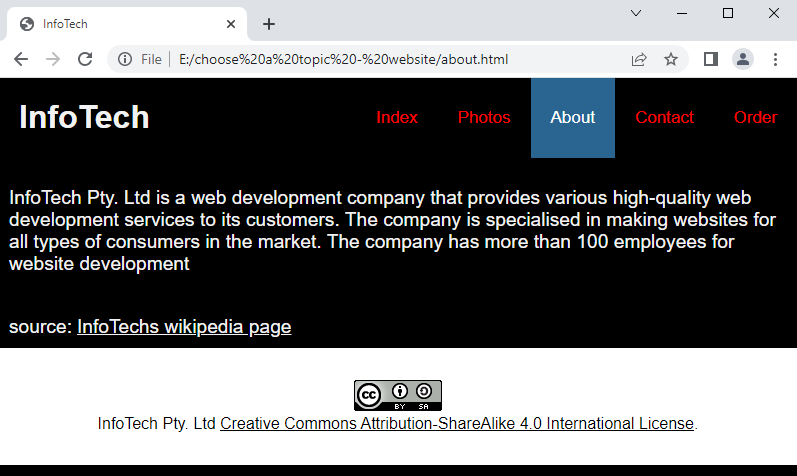 InfoTech
File | E:/choose%20a%20topic%20-%20website/about.html
InfoTech
Index Photos About Contact Order
InfoTech Pty. Ltd is a web development company that provides various high-quality web
development services to its customers. The company is specialised in making websites for
all types of consumers in the market. The company has more than 100 employees for
website development
source: InfoTechs wikipedia page
cc
BY SA
InfoTech Pty. Ltd Creative Commons Attribution-ShareAlike 4.0 International License.